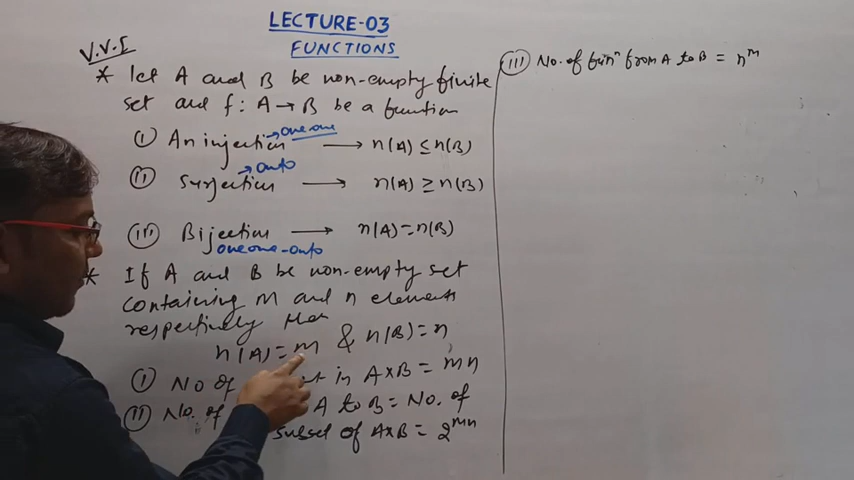 LECTURE-03
FUNCTIONS
V.V.I
* Let A and B be non-empty finite
set and f: A → B be a function
(i) An injection → one-one → n(A) ≤ n(B)
(ii) Surjection → onto → n(A) ≥ n(B)
(iii) Bijection → n(A) = n(B)
one one - onto
* If A and B be non-empty set
containing m and n elements
respectively then
n(A) = m & n(B) = n
(i) No of in A×B = mn
(ii) No. of A to B = No. of
subset of A×B = 2^mn
(iii) No. of funⁿ from A to B = n^m